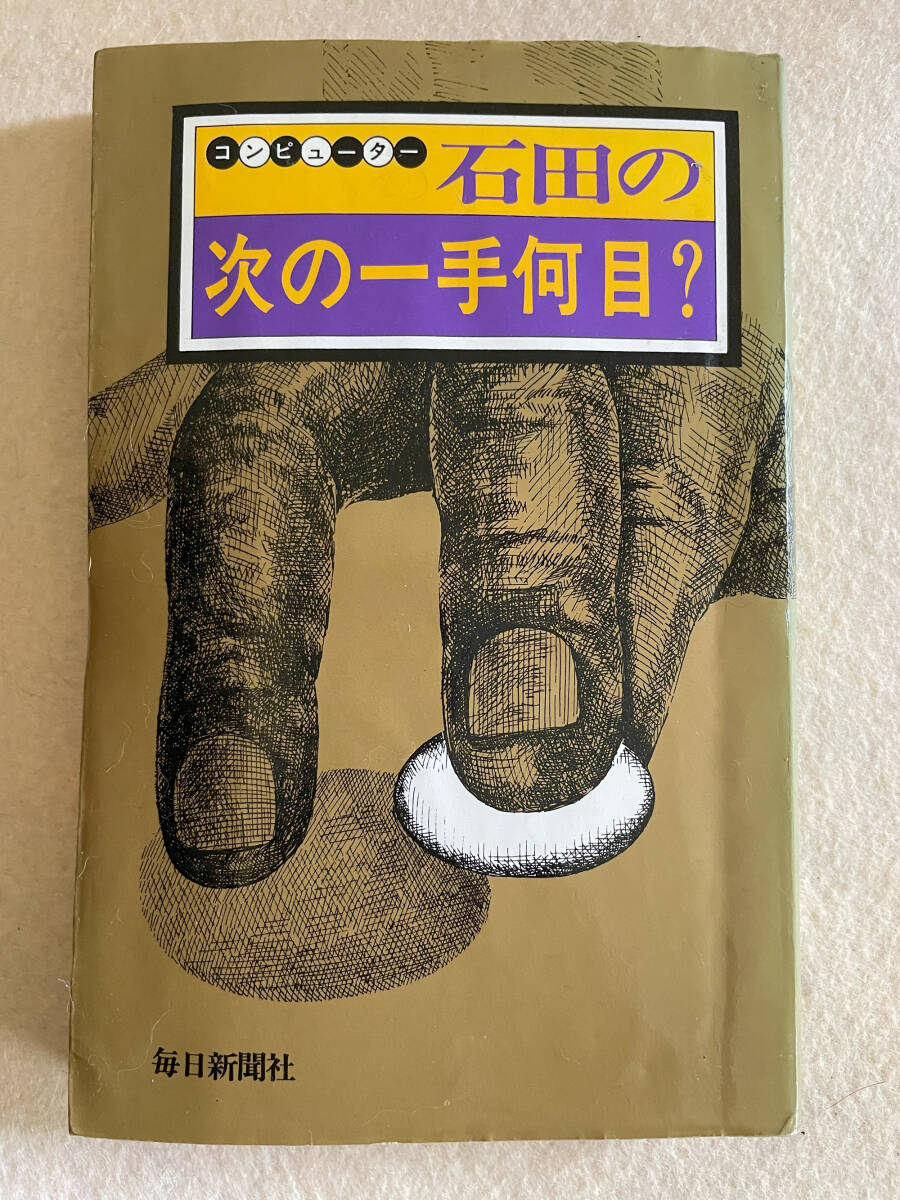 コンピューター 石田の
次の一手何目?
毎日新聞社